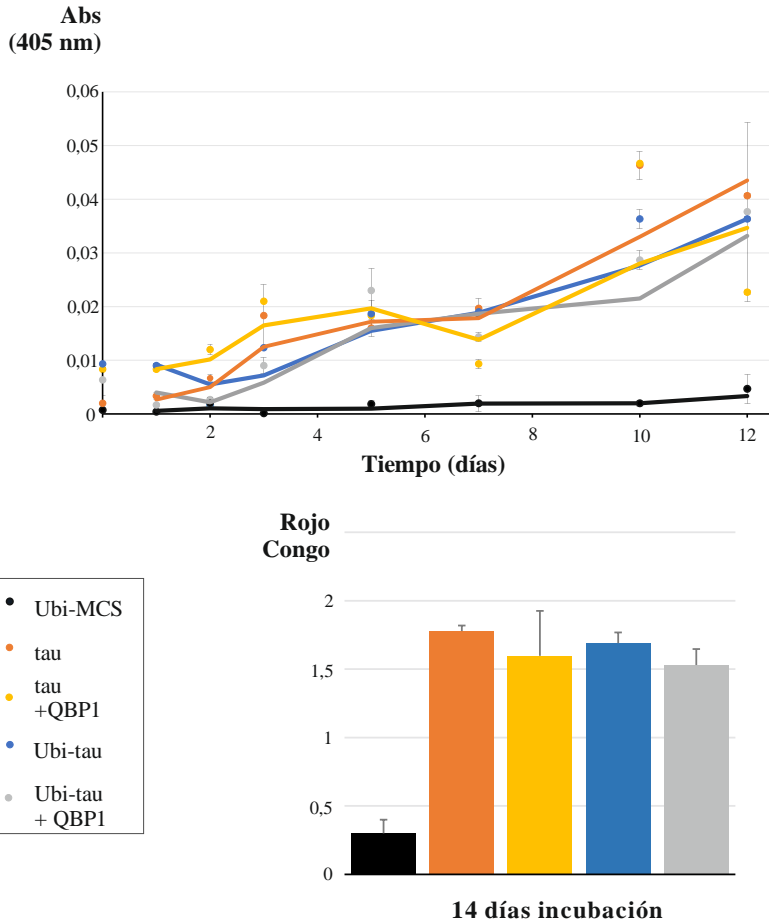 Abs
(405 nm)
0,06
0,05
0,04
0,03
0,02
0,01
0
2
4
6
8
10
12
Tiempo (días)
Rojo
Congo
2
1,5
1
0,5
0
14 días incubación
Ubi-MCS
tau
tau
+QBP1
Ubi-tau
Ubi-tau
+ QBP1